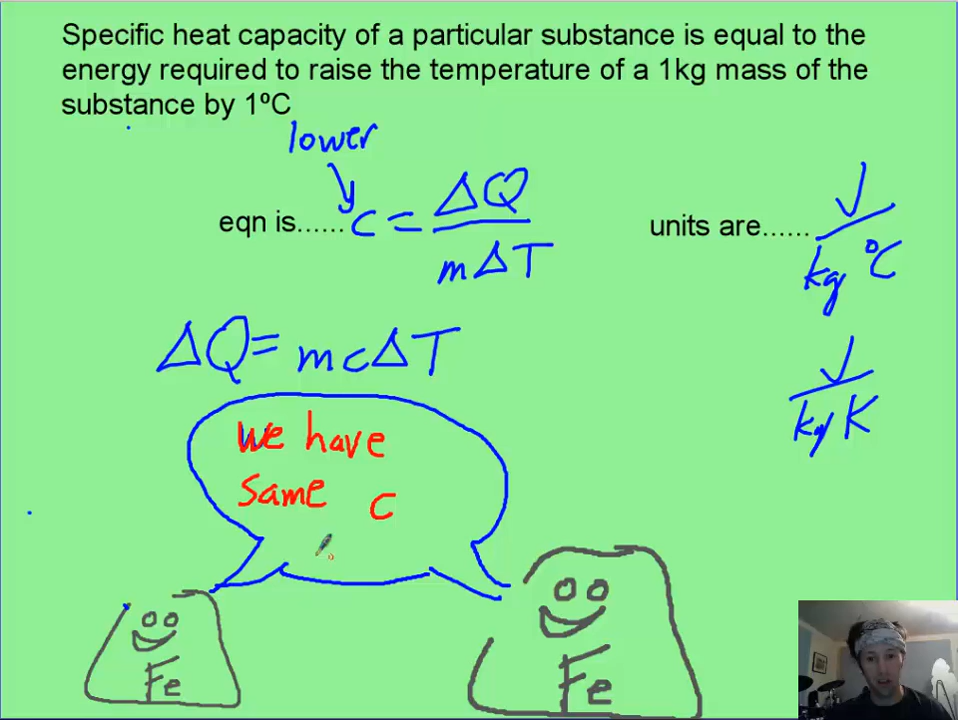 Specific heat capacity of a particular substance is equal to the
energy required to raise the temperature of a 1kg mass of the
substance by 1ºC
lower
eqn is...... c = ΔQ / mΔT
units are...... J / kg °C
ΔQ = mcΔT
J / kg K
We have
same c
Fe
Fe